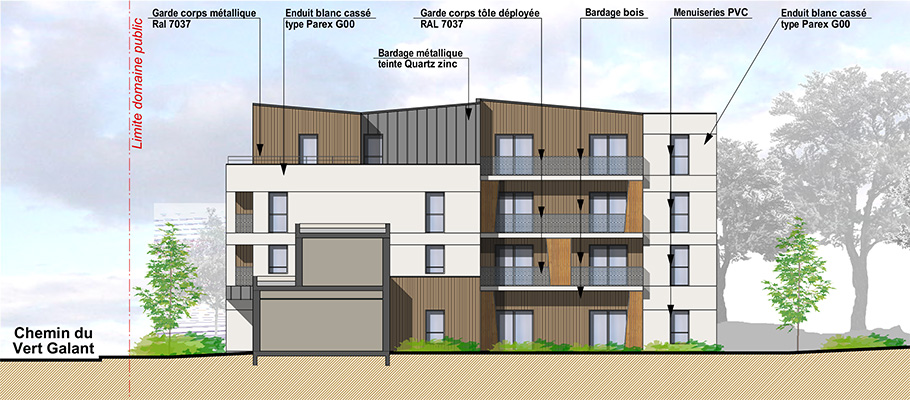 Garde corps métallique
Ral 7037
Enduit blanc cassé
type Parex G00
Garde corps tôle déployée
RAL 7037
Bardage bois
Menuiseries PVC
Enduit blanc cassé
type Parex G00
Bardage métallique
teinte Quartz zinc
Limite domaine public
Chemin du
Vert Galant